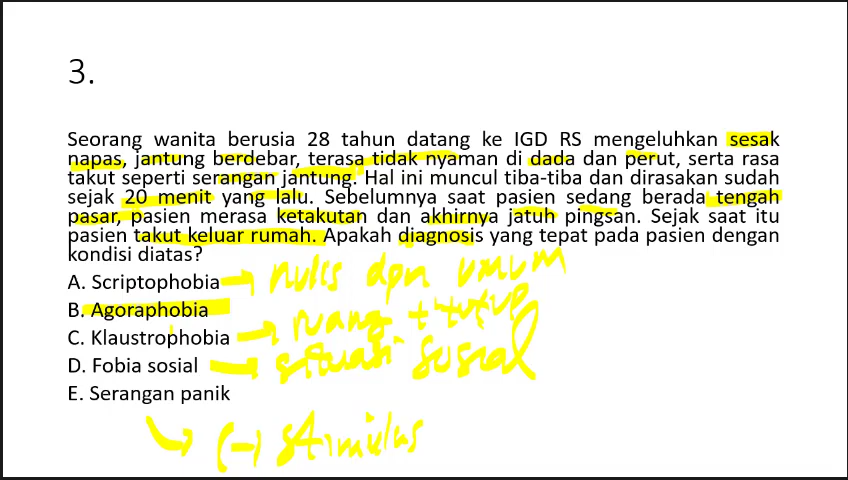 3.
Seorang wanita berusia 28 tahun datang ke IGD RS mengeluhkan sesak
napas, jantung berdebar, terasa tidak nyaman di dada dan perut, serta rasa
takut seperti serangan jantung. Hal ini muncul tiba-tiba dan dirasakan sudah
sejak 20 menit yang lalu. Sebelumnya saat pasien sedang berada tengah
pasar, pasien merasa ketakutan dan akhirnya jatuh pingsan. Sejak saat itu
pasien takut keluar rumah. Apakah diagnosis yang tepat pada pasien dengan
kondisi diatas?
A. Scriptophobia → nulis dpn umum
B. Agoraphobia
C. Klaustrophobia → ruang tertutup
D. Fobia sosial → situasi sosial
E. Serangan panik
(-) stimulus